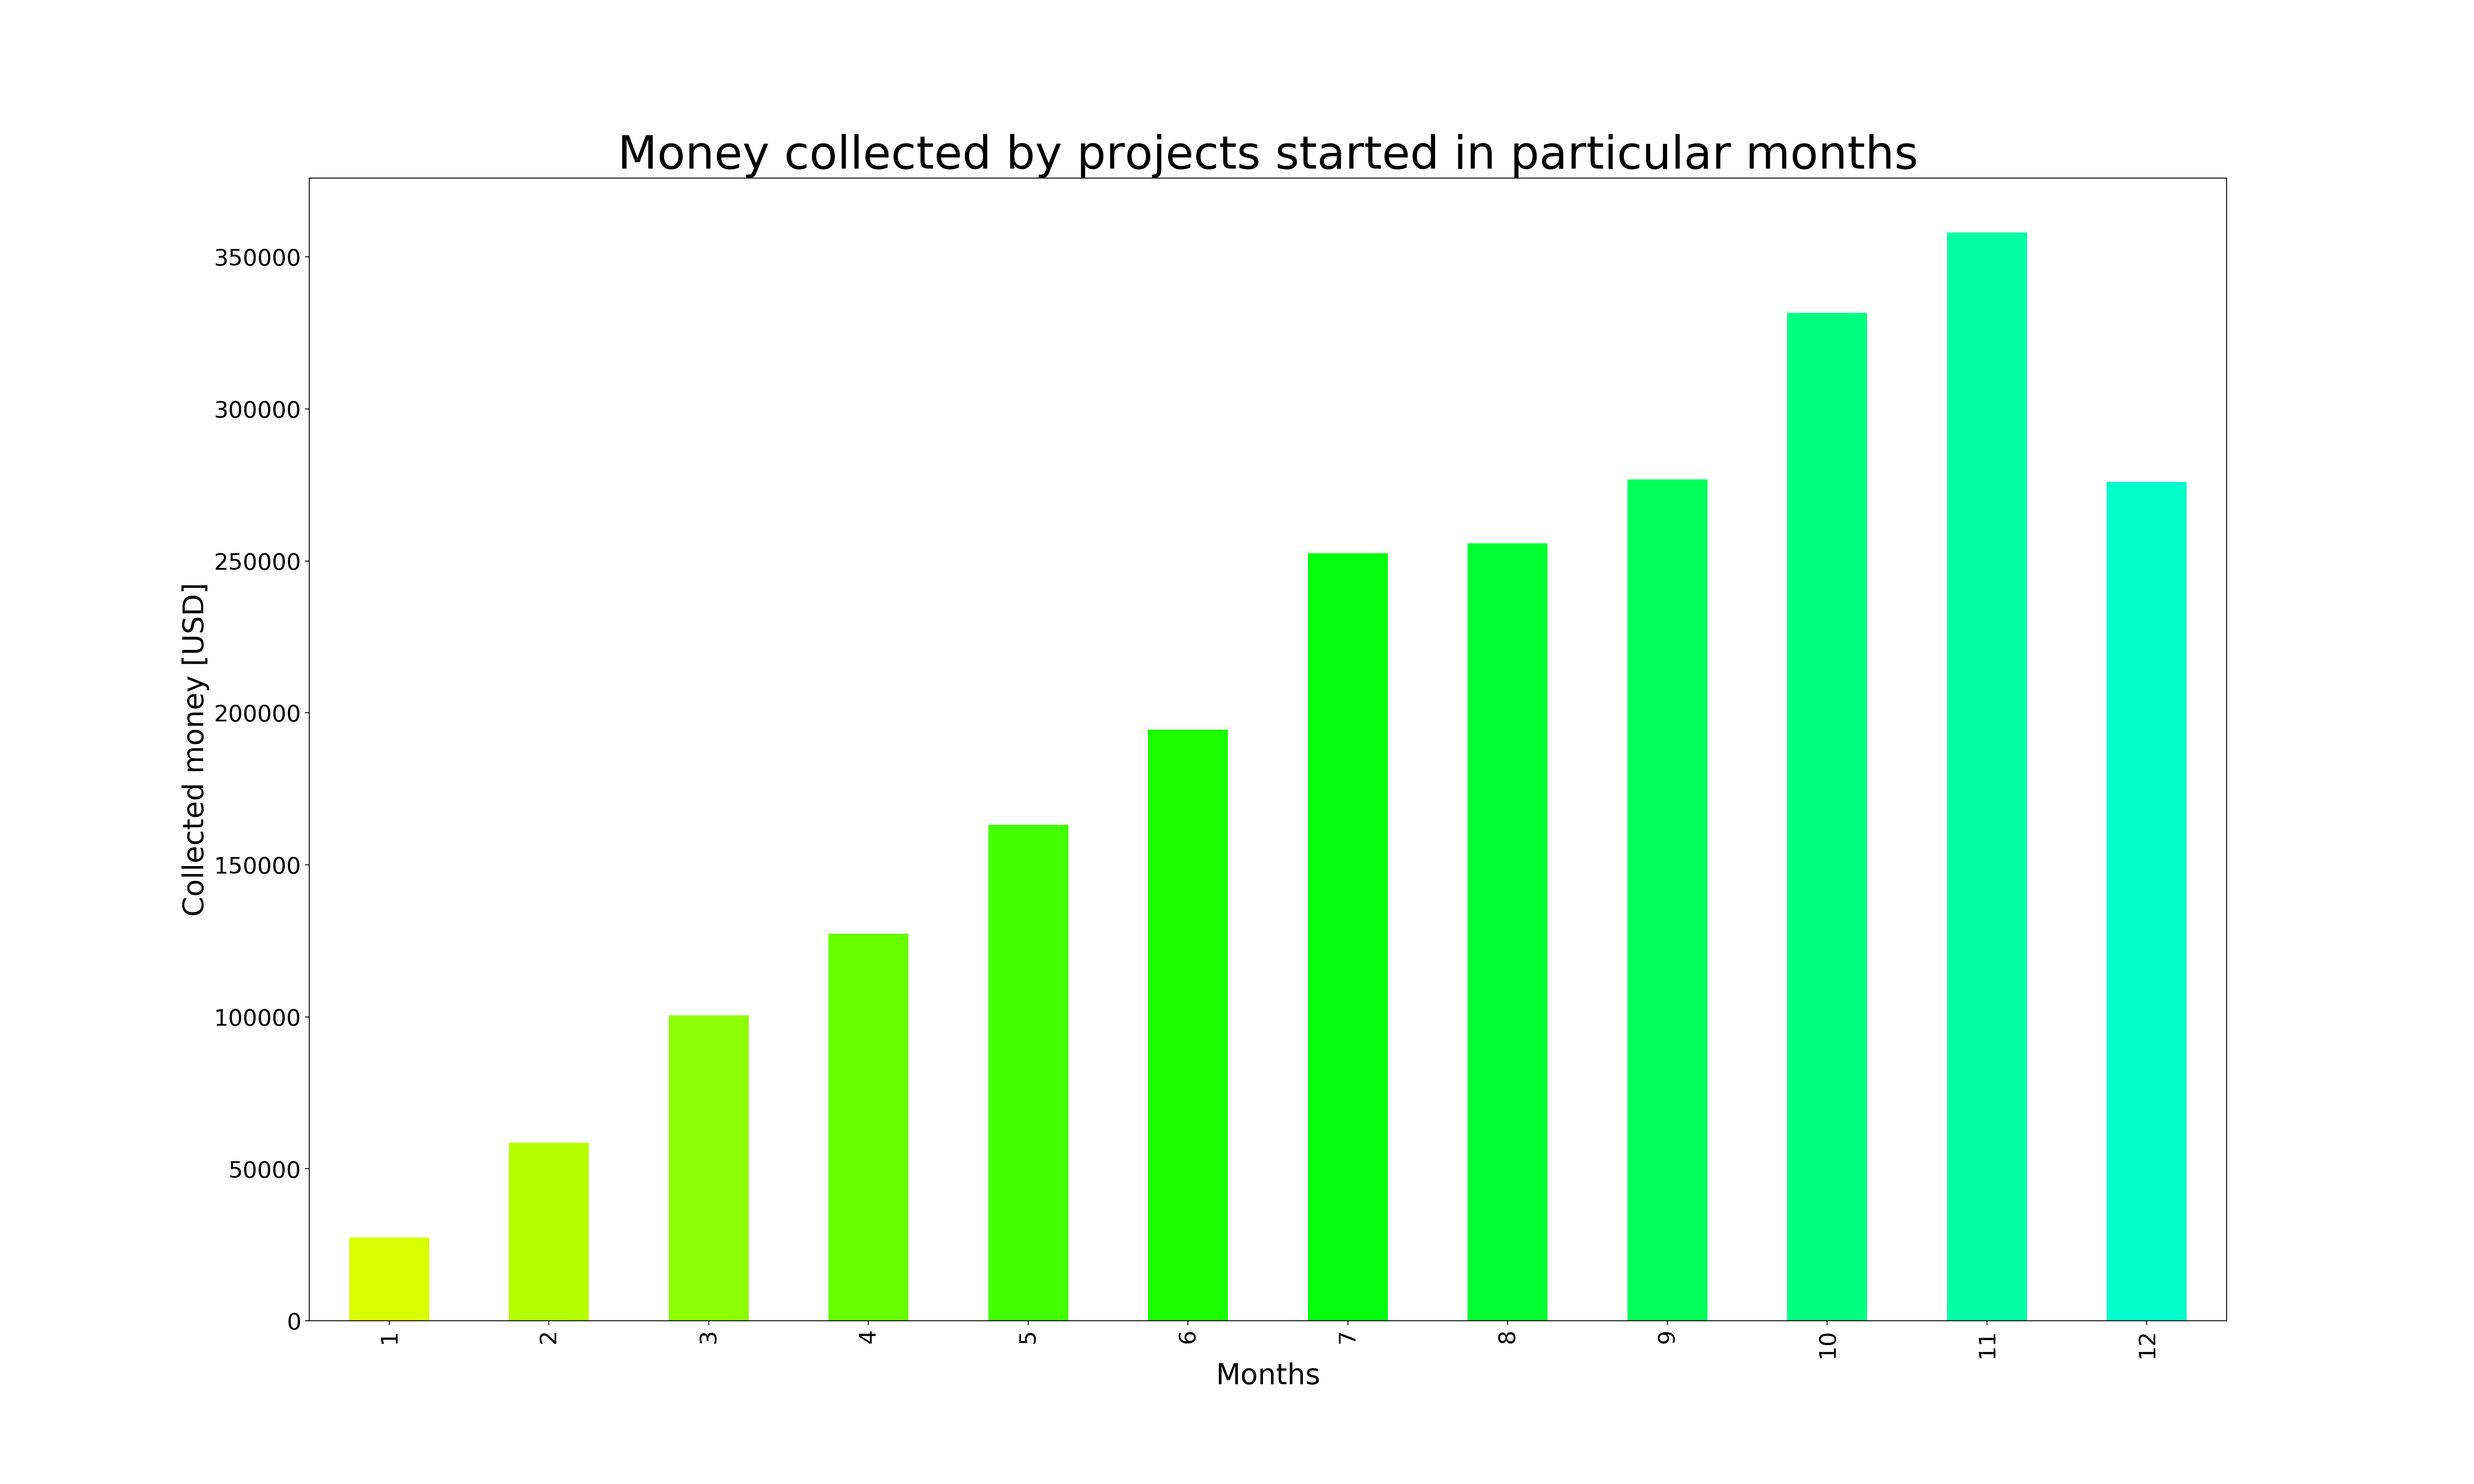 Money collected by projects started in particular months
Collected money [USD]
350000
300000
250000
200000
150000
100000
50000
0
1 2 3 4 5 6 7 8 9 10 11 12
Months